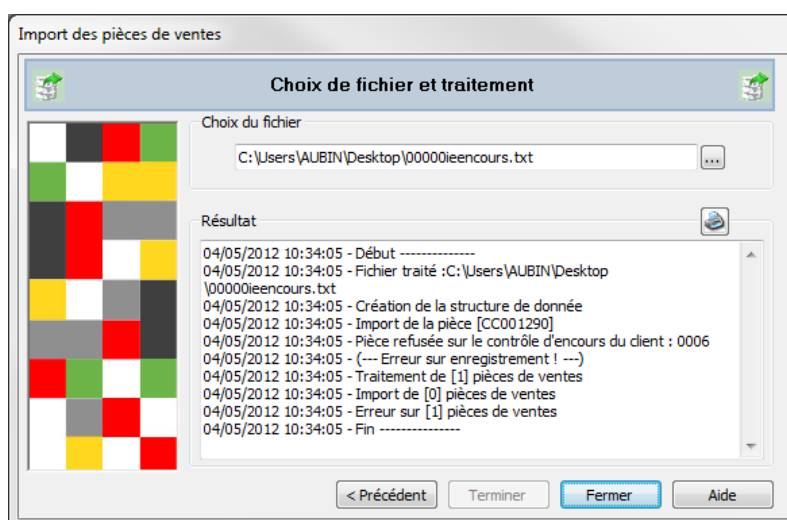 Import des pièces de ventes
Choix de fichier et traitement
Choix du fichier
C:\Users\AUBIN\Desktop\00000ieencours.txt
...
Résultat
04/05/2012 10:34:05 - Début --------------
04/05/2012 10:34:05 - Fichier traité :C:\Users\AUBIN\Desktop
\00000ieencours.txt
04/05/2012 10:34:05 - Création de la structure de donnée
04/05/2012 10:34:05 - Import de la pièce [CC001290]
04/05/2012 10:34:05 - Pièce refusée sur le contrôle d'encours du client : 0006
04/05/2012 10:34:05 - (--- Erreur sur enregistrement ! ---)
04/05/2012 10:34:05 - Traitement de [1] pièces de ventes
04/05/2012 10:34:05 - Import de [0] pièces de ventes
04/05/2012 10:34:05 - Erreur sur [1] pièces de ventes
04/05/2012 10:34:05 - Fin ---------------
< Précédent Terminer Fermer Aide